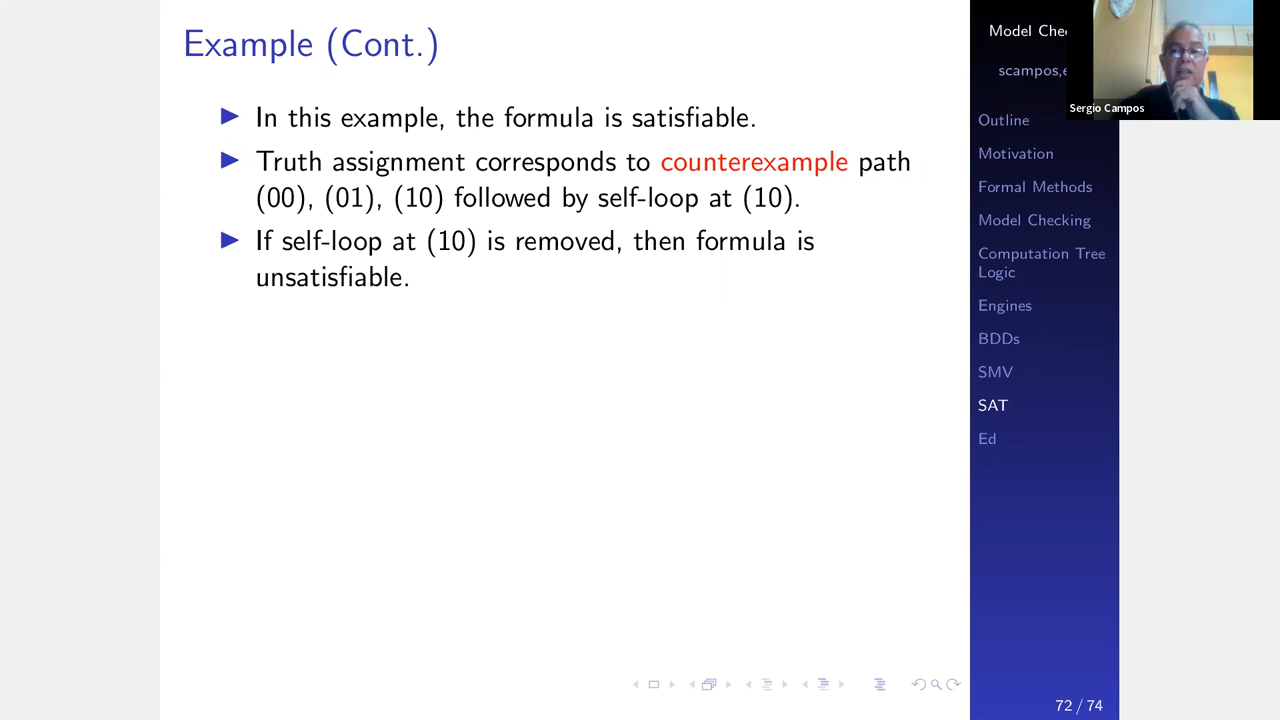 Example (Cont.)
In this example, the formula is satisfiable.
Truth assignment corresponds to counterexample path
(00), (01), (10) followed by self-loop at (10).
If self-loop at (10) is removed, then formula is
unsatisfiable.
Model Che
scampos,e
Sergio Campos
Outline
Motivation
Formal Methods
Model Checking
Computation Tree
Logic
Engines
BDDs
SMV
SAT
Ed
72 / 74